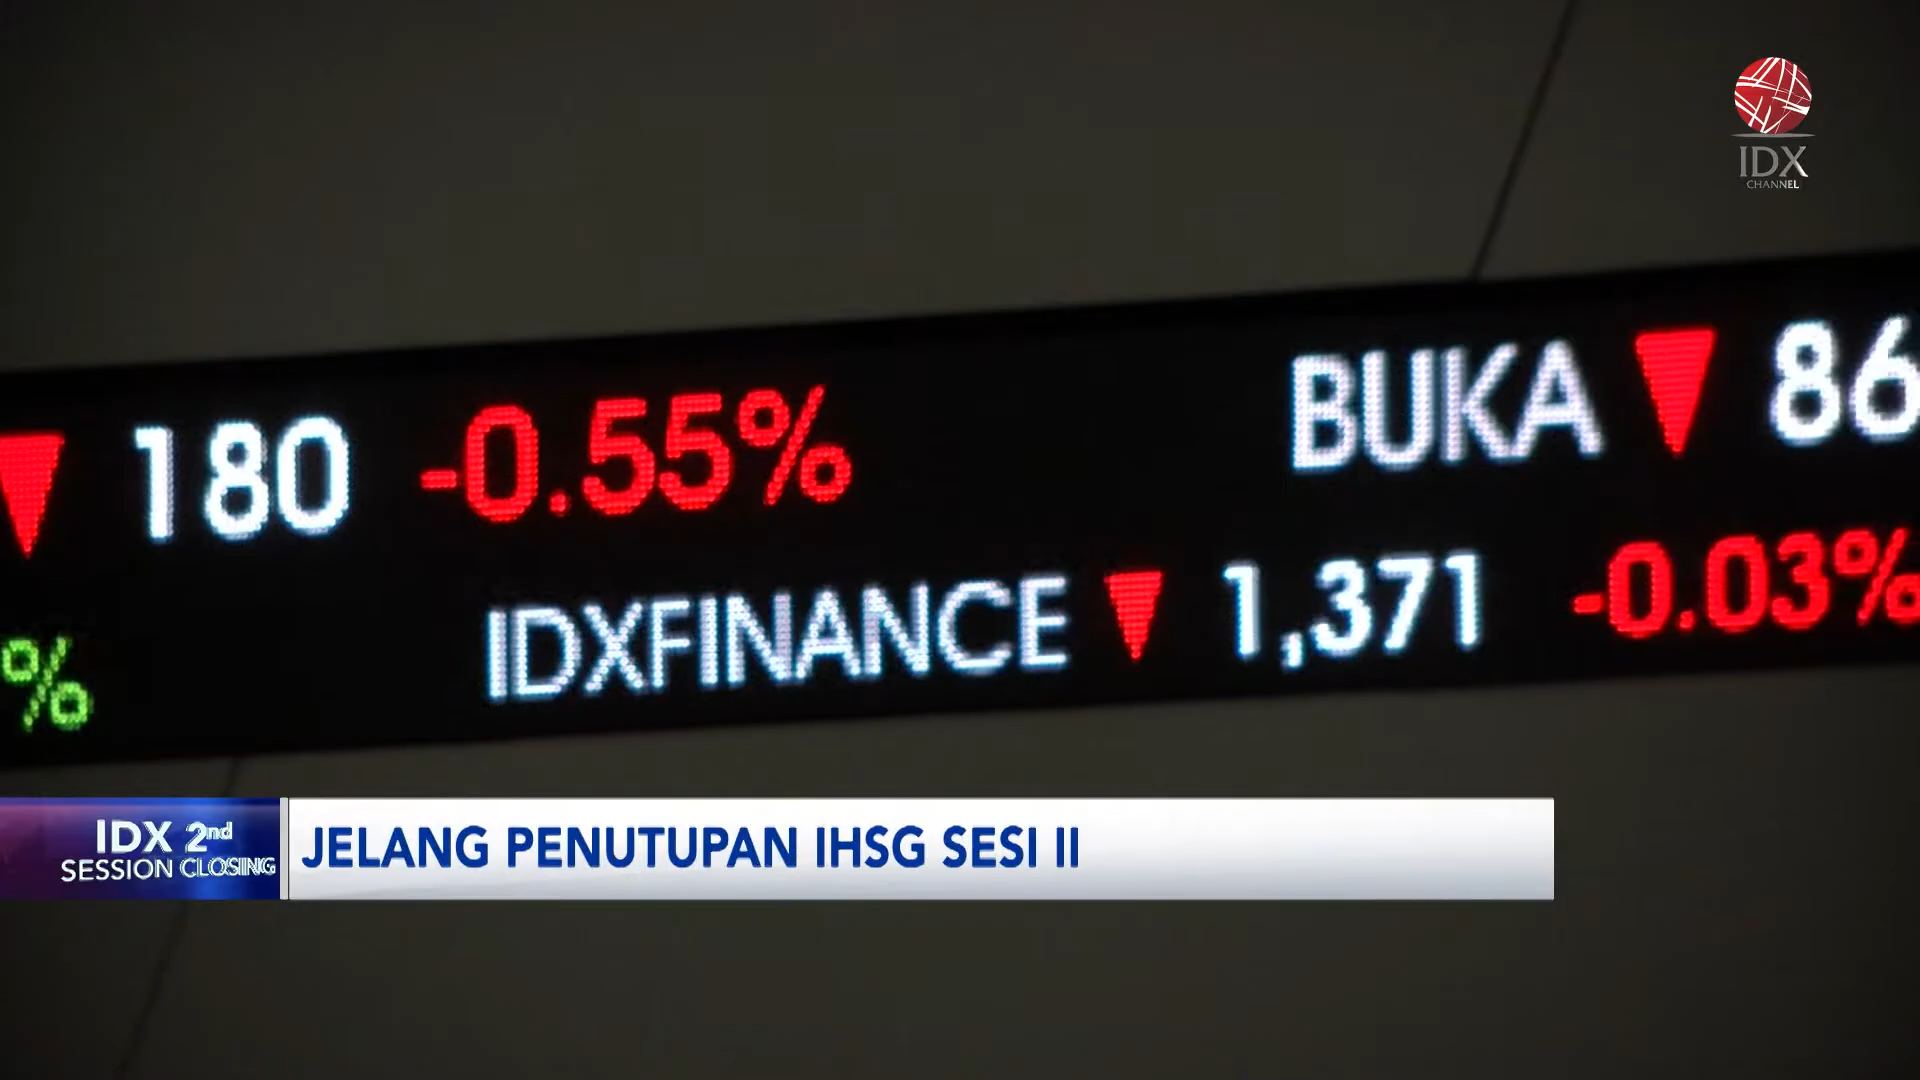 IDX
CHANNEL
▼ 180 -0.55% BUKA ▼ 86
% IDXFINANCE ▼ 1,371 -0.03%
IDX 2nd
SESSION CLOSING
JELANG PENUTUPAN IHSG SESI II